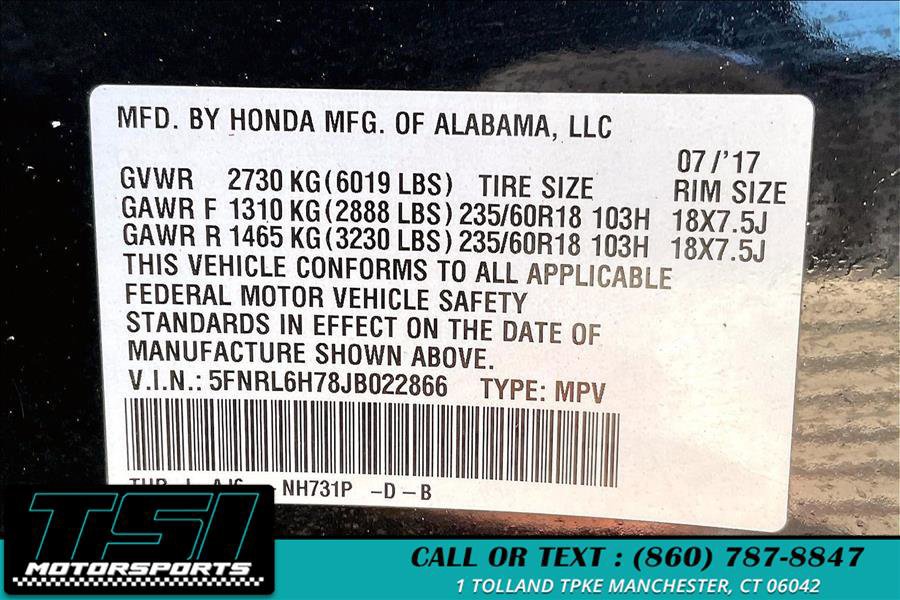 MFD. BY HONDA MFG. OF ALABAMA, LLC
07/'17
GVWR 2730 KG (6019 LBS) TIRE SIZE RIM SIZE
GAWR F 1310 KG (2888 LBS) 235/60R18 103H 18X7.5J
GAWR R 1465 KG (3230 LBS) 235/60R18 103H 18X7.5J
THIS VEHICLE CONFORMS TO ALL APPLICABLE
FEDERAL MOTOR VEHICLE SAFETY
STANDARDS IN EFFECT ON THE DATE OF
MANUFACTURE SHOWN ABOVE.
V.I.N.: 5FNRL6H78JB022866 TYPE: MPV
NH731P -D-B
TSI
MOTORSPORTS
CALL OR TEXT : (860) 787-8847
1 TOLLAND TPKE MANCHESTER, CT 06042